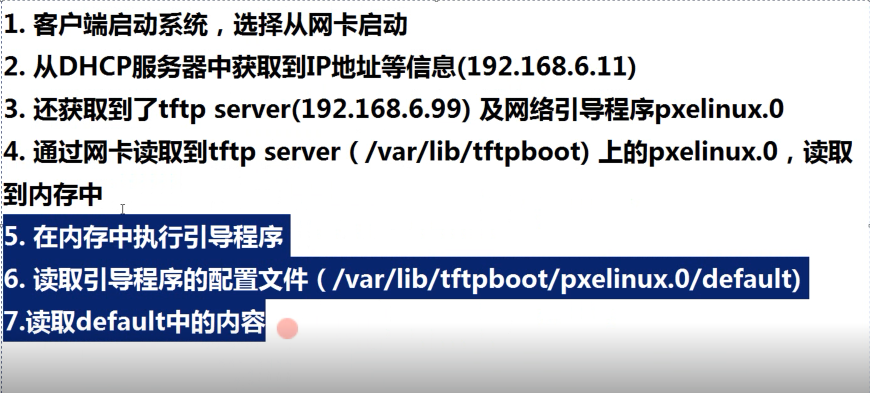 1. 客户端启动系统，选择从网卡启动
2. 从DHCP服务器中获取到IP地址等信息(192.168.6.11)
3. 还获取到了tftp server(192.168.6.99) 及网络引导程序pxelinux.0
4. 通过网卡读取到tftp server ( /var/lib/tftpboot) 上的pxelinux.0，读取
到内存中
5. 在内存中执行引导程序
6. 读取引导程序的配置文件 ( /var/lib/tftpboot/pxelinux.0/default)
7.读取default中的内容